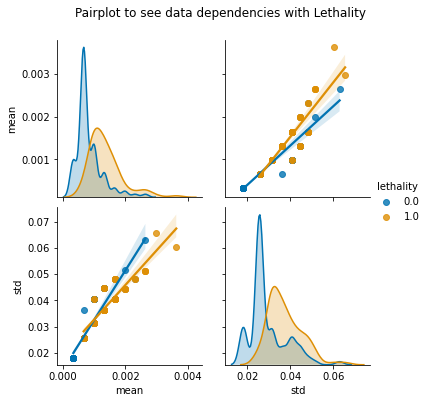 Pairplot to see data dependencies with Lethality
0.003
0.002
0.001
mean
lethality
0.0
1.0
0.07
0.06
0.05
0.04
0.03
0.02
std
0.000 0.002 0.004
0.02 0.04 0.06
mean
std